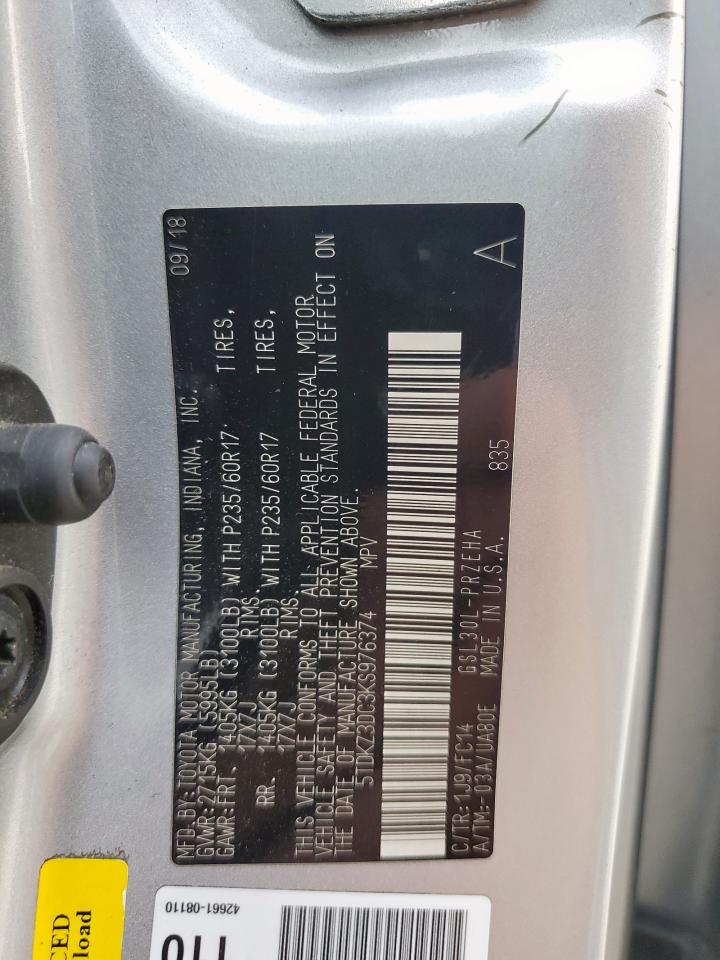 MFD.BY:TOYOTA MOTOR MANUFACTURING, INDIANA, INC. 09/18
GVWR:2715KG (5995LB)
GAWR:FRT. 1405KG (3100LB) WITH P235/60R17 TIRES,
17X7J RIMS.
RR. 1405KG (3100LB) WITH P235/60R17 TIRES,
17X7J RIMS.
THIS VEHICLE CONFORMS TO ALL APPLICABLE FEDERAL MOTOR
VEHICLE SAFETY AND THEFT PREVENTION STANDARDS IN EFFECT ON
THE DATE OF MANUFACTURE SHOWN ABOVE.
5TDKZ3DC3KS976374 MPV
C/TR:1J9/FC14 GSL30L-PRZEHA 835 A
A/TM:-03A/UA80E MADE IN U.S.A.
42661-08110
CED
load